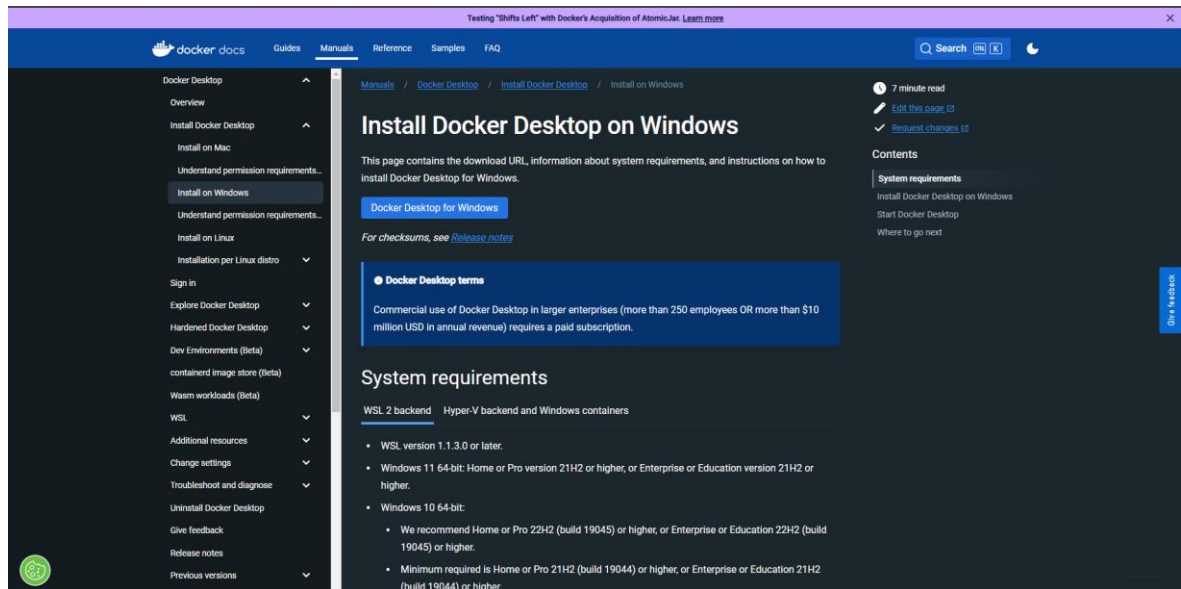 Testing "Shifts Left" with Docker's Acquisition of AtomicJar. Learn more
docker docs
Guides
Manuals
Reference
Samples
FAQ
Search
K
Docker Desktop
Overview
Install Docker Desktop
Install on Mac
Understand permission requirements...
Install on Windows
Understand permission requirements...
Install on Linux
Installation per Linux distro
Sign in
Explore Docker Desktop
Hardened Docker Desktop
Dev Environments (Beta)
containerd image store (Beta)
Wasm workloads (Beta)
WSL
Additional resources
Change settings
Troubleshoot and diagnose
Uninstall Docker Desktop
Give feedback
Release notes
Previous versions
Manuals / Docker Desktop / Install Docker Desktop / Install on Windows
Install Docker Desktop on Windows
This page contains the download URL, information about system requirements, and instructions on how to
install Docker Desktop for Windows.
Docker Desktop for Windows
For checksums, see Release notes
Docker Desktop terms
Commercial use of Docker Desktop in larger enterprises (more than 250 employees OR more than $10
million USD in annual revenue) requires a paid subscription.
System requirements
WSL 2 backend
Hyper-V backend and Windows containers
• WSL version 1.1.3.0 or later.
• Windows 11 64-bit: Home or Pro version 21H2 or higher, or Enterprise or Education version 21H2 or
higher.
• Windows 10 64-bit:
• We recommend Home or Pro 22H2 (build 19045) or higher, or Enterprise or Education 22H2 (build
19045) or higher.
• Minimum required is Home or Pro 21H2 (build 19044) or higher, or Enterprise or Education 21H2
(build 19044) or higher
7 minute read
Edit this page
Request changes
Contents
System requirements
Install Docker Desktop on Windows
Start Docker Desktop
Where to go next
Give feedback